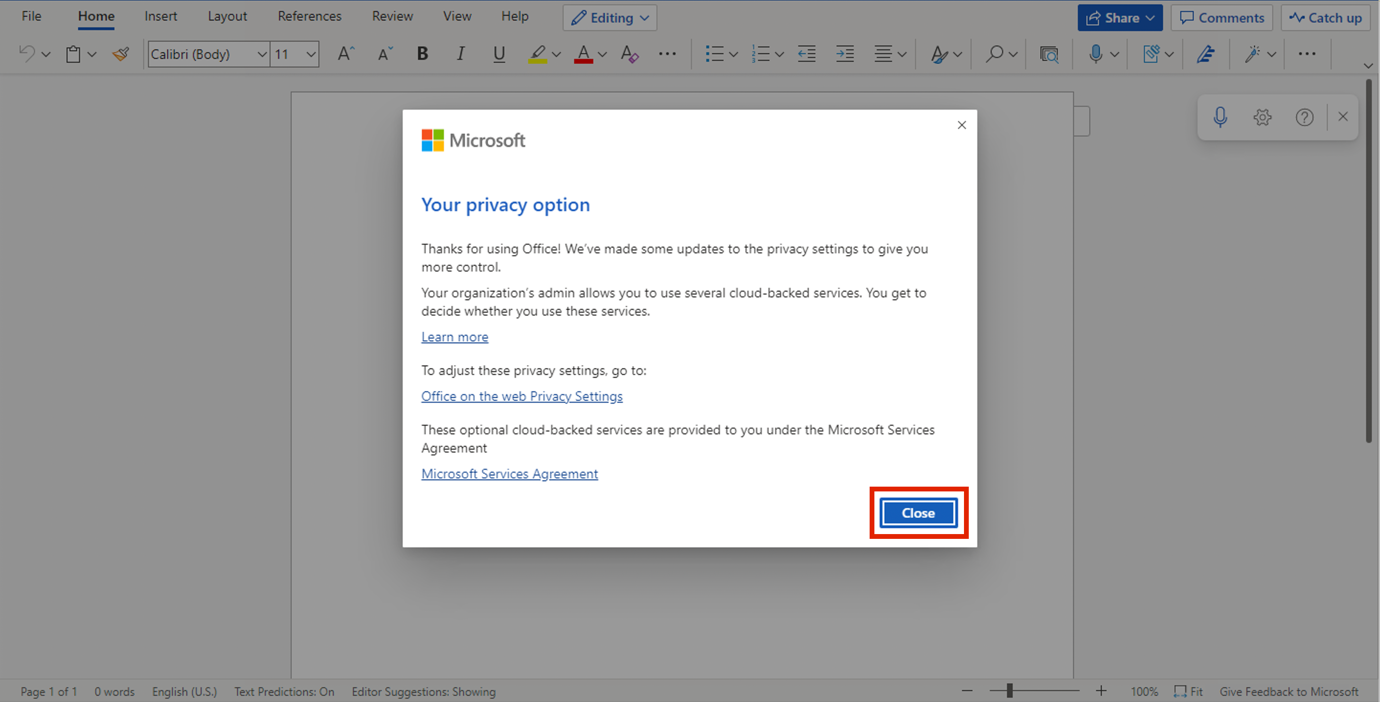 File Home Insert Layout References Review View Help Editing Share Comments Catch up
Calibri (Body) 11 A A B I U A A
Microsoft
Your privacy option
Thanks for using Office! We've made some updates to the privacy settings to give you
more control.
Your organization's admin allows you to use several cloud-backed services. You get to
decide whether you use these services.
Learn more
To adjust these privacy settings, go to:
Office on the web Privacy Settings
These optional cloud-backed services are provided to you under the Microsoft Services
Agreement
Microsoft Services Agreement
Close
Page 1 of 1 0 words English (U.S.) Text Predictions: On Editor Suggestions: Showing 100% Fit Give Feedback to Microsoft